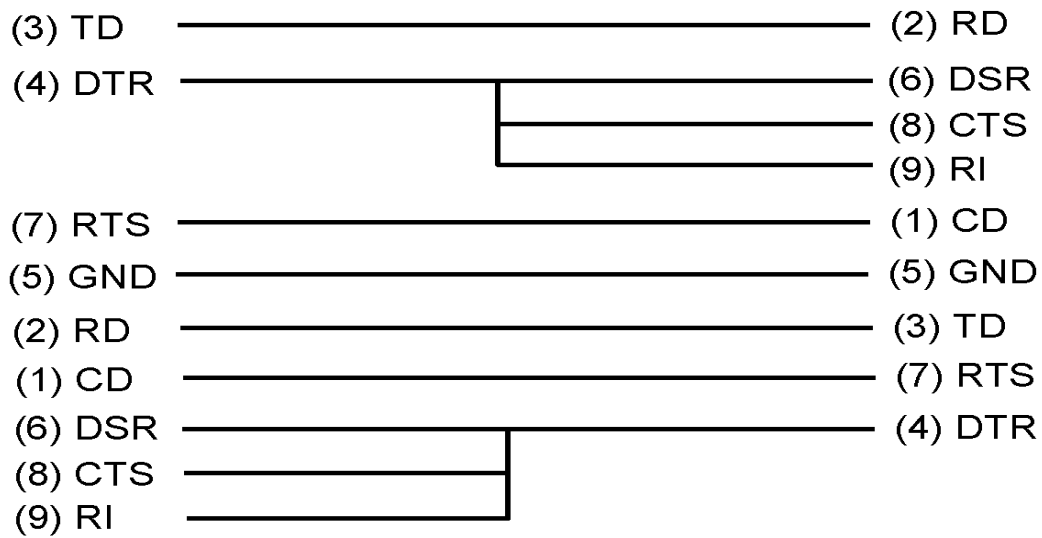 (3) TD (2) RD
(4) DTR (6) DSR
(8) CTS
(9) RI
(7) RTS (1) CD
(5) GND (5) GND
(2) RD (3) TD
(1) CD (7) RTS
(6) DSR (4) DTR
(8) CTS
(9) RI